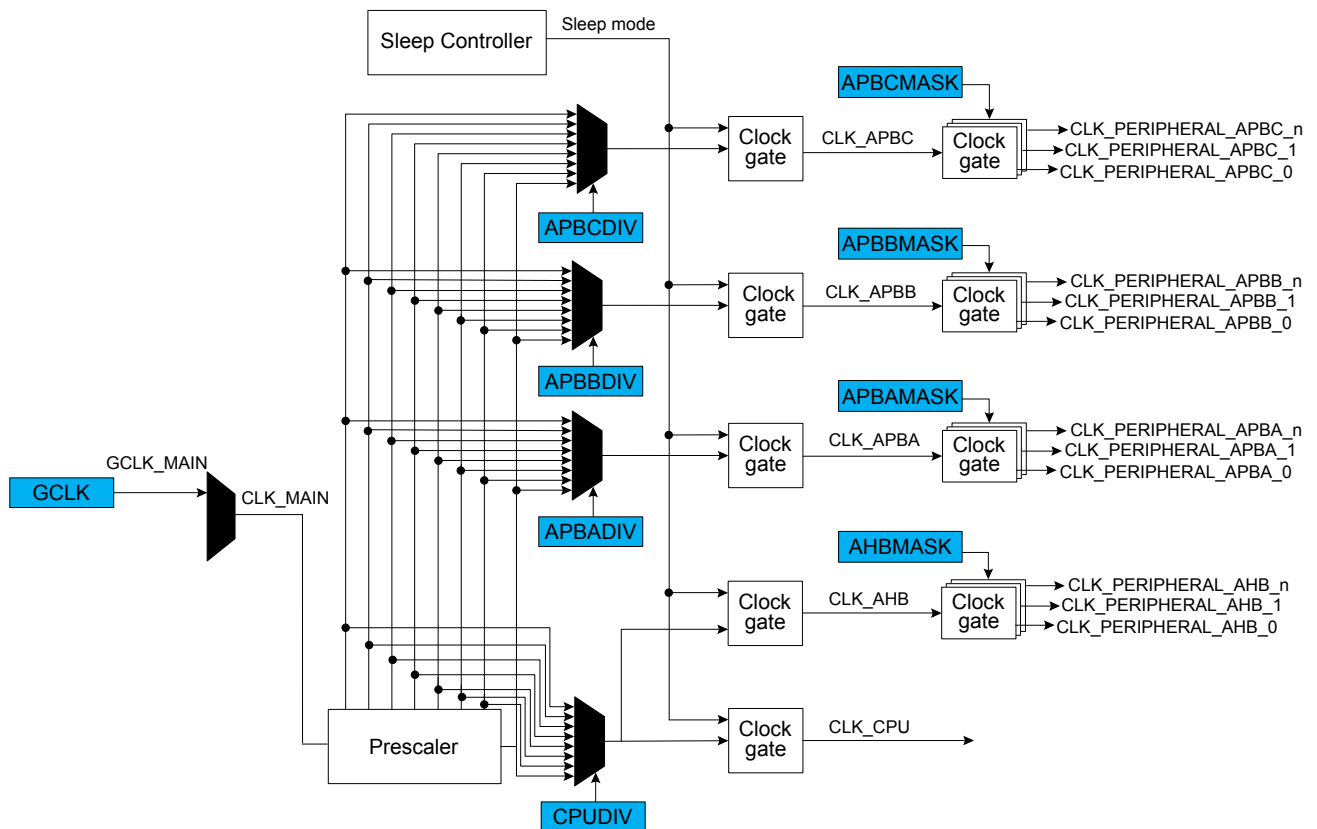 Sleep mode
Sleep Controller
APBCMASK
Clock
gate
CLK_APBC
Clock
gate
CLK_PERIPHERAL_APBC_n
CLK_PERIPHERAL_APBC_1
CLK_PERIPHERAL_APBC_0
APBCDIV
APBBMASK
Clock
gate
CLK_APBB
Clock
gate
CLK_PERIPHERAL_APBB_n
CLK_PERIPHERAL_APBB_1
CLK_PERIPHERAL_APBB_0
APBBDIV
APBAMASK
Clock
gate
CLK_APBA
Clock
gate
CLK_PERIPHERAL_APBA_n
CLK_PERIPHERAL_APBA_1
CLK_PERIPHERAL_APBA_0
GCLK_MAIN
GCLK
CLK_MAIN
APBADIV
AHBMASK
Clock
gate
CLK_AHB
Clock
gate
CLK_PERIPHERAL_AHB_n
CLK_PERIPHERAL_AHB_1
CLK_PERIPHERAL_AHB_0
Prescaler
Clock
gate
CLK_CPU
CPUDIV